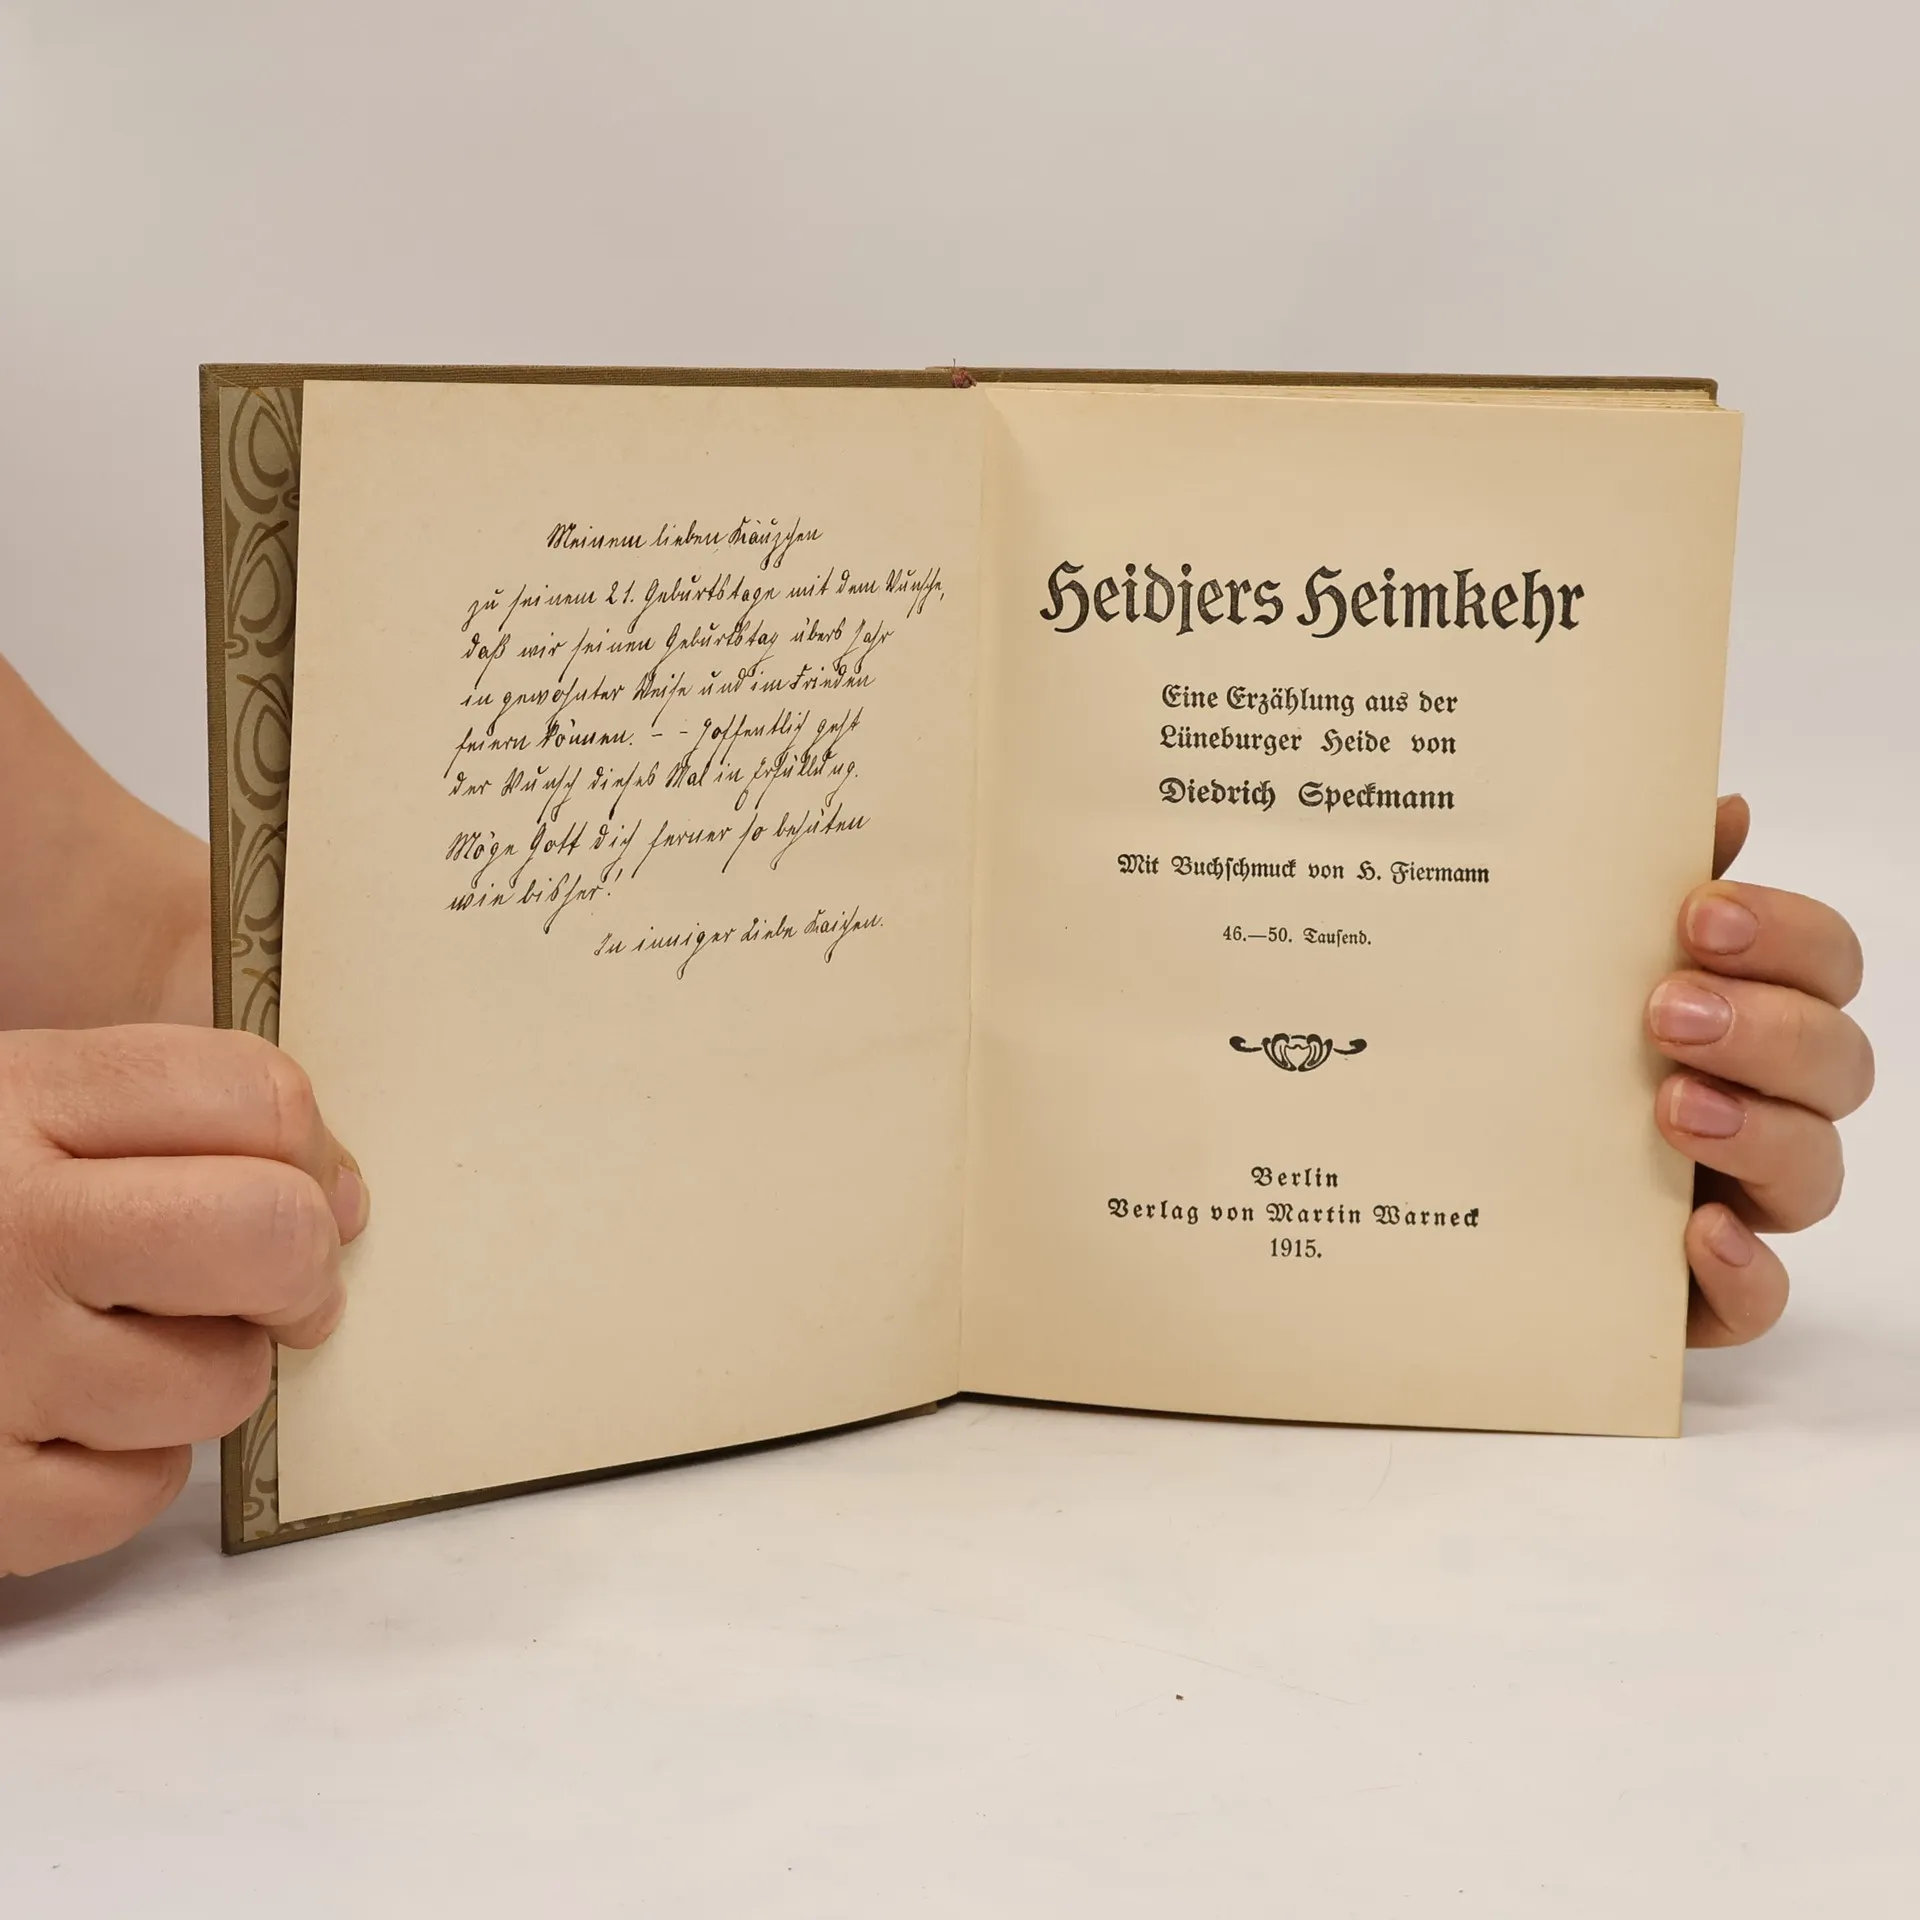 Meinem lieben Käuzchen
zu seinem 21. Geburtstage mit dem Wunsche,
daß wir seinen Geburtstag übers Jahr
in gewohnter Weise und im Frieden
feiern können. – – Hoffentlich geht
der Wunsch dieses Mal in Erfüllung.
Möge Gott dich ferner so behüten
wie bisher!
In inniger Liebe
Heidjers Heimkehr
Eine Erzählung aus der
Lüneburger Heide von
Diedrich Speckmann
Mit Buchschmuck von H. Fiermann
46.—50. Tausend.
Berlin
Verlag von Martin Warneck
1915.